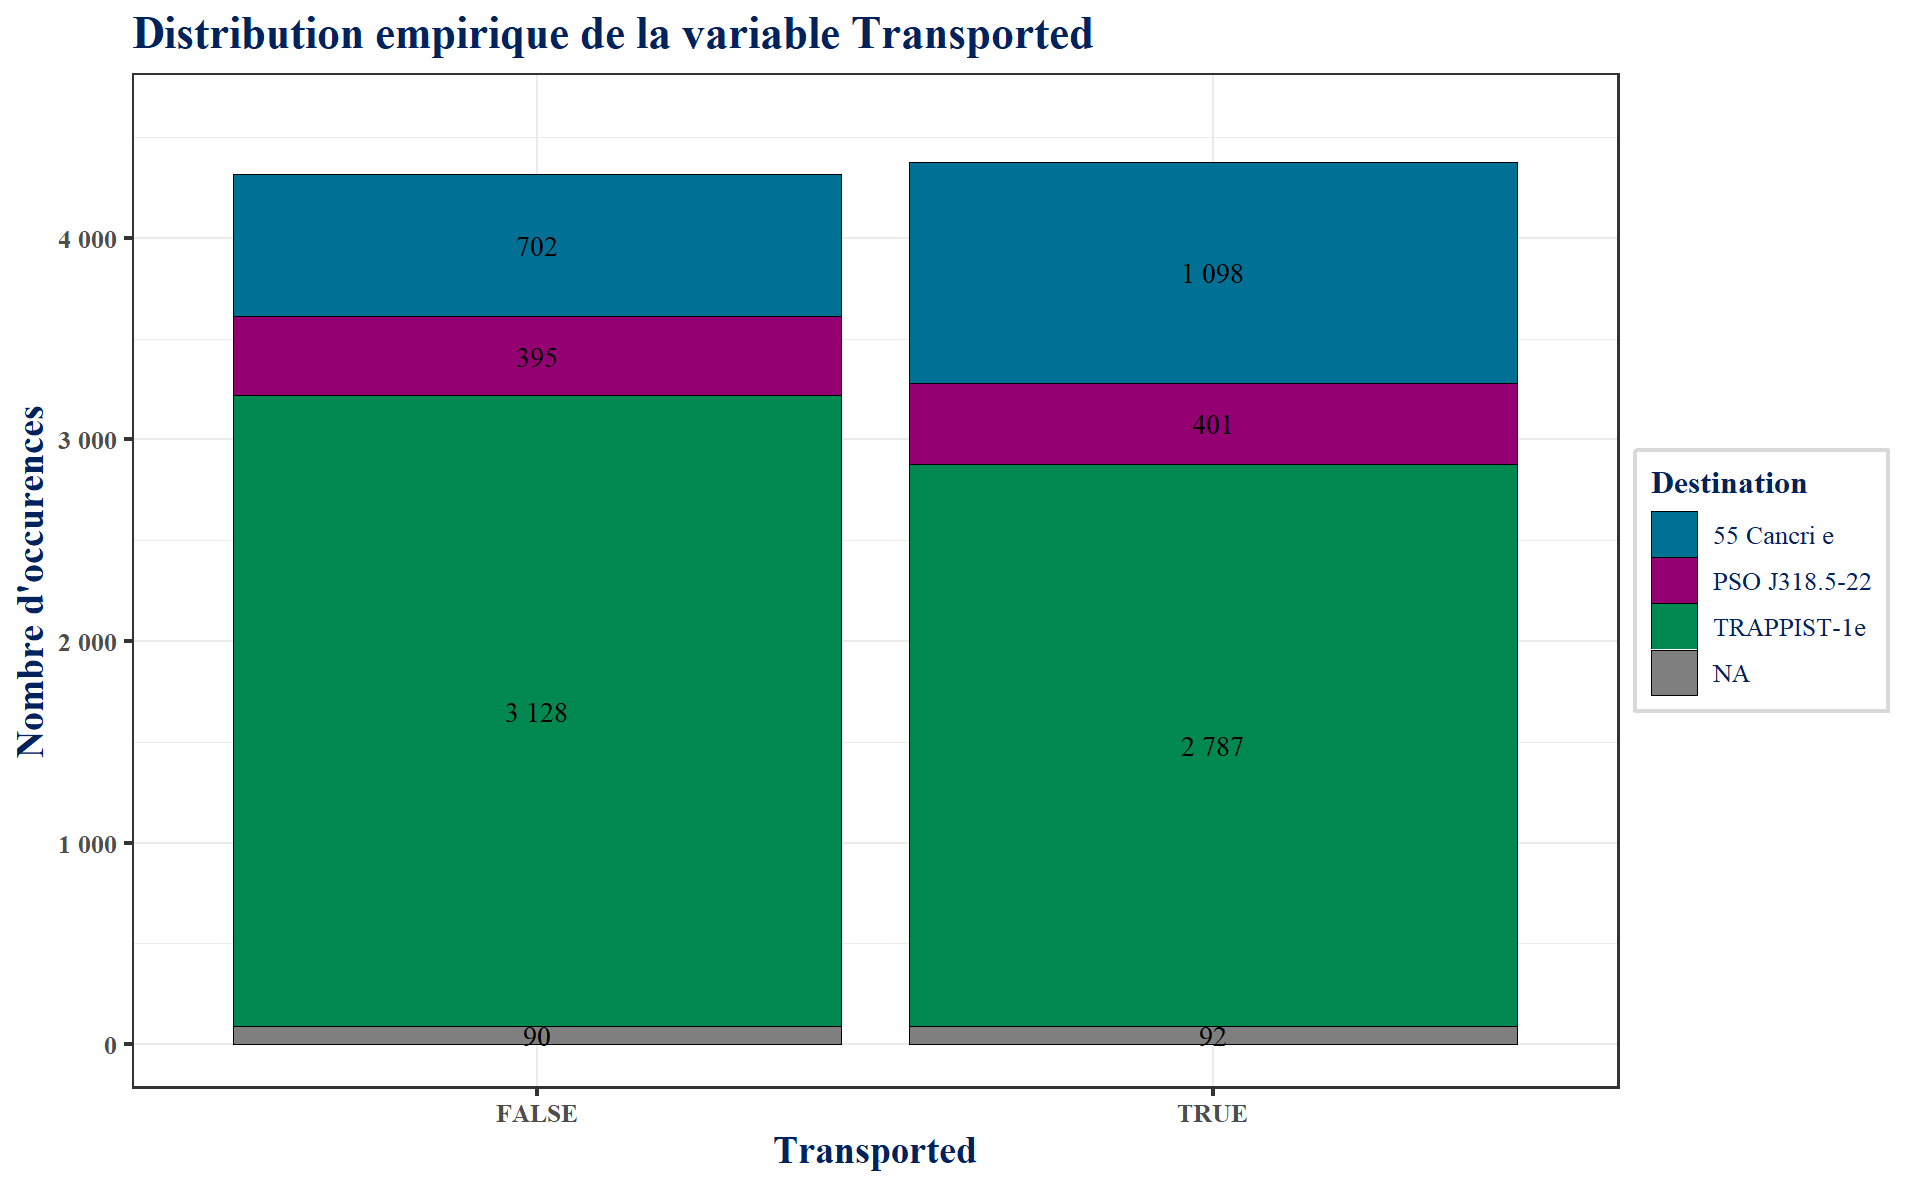 Distribution empirique de la variable Transported
Nombre d'occurences
4 000
3 000
2 000
1 000
0
702
395
3 128
90
1 098
401
2 787
92
FALSE
TRUE
Transported
Destination
55 Cancri e
PSO J318.5-22
TRAPPIST-1e
NA